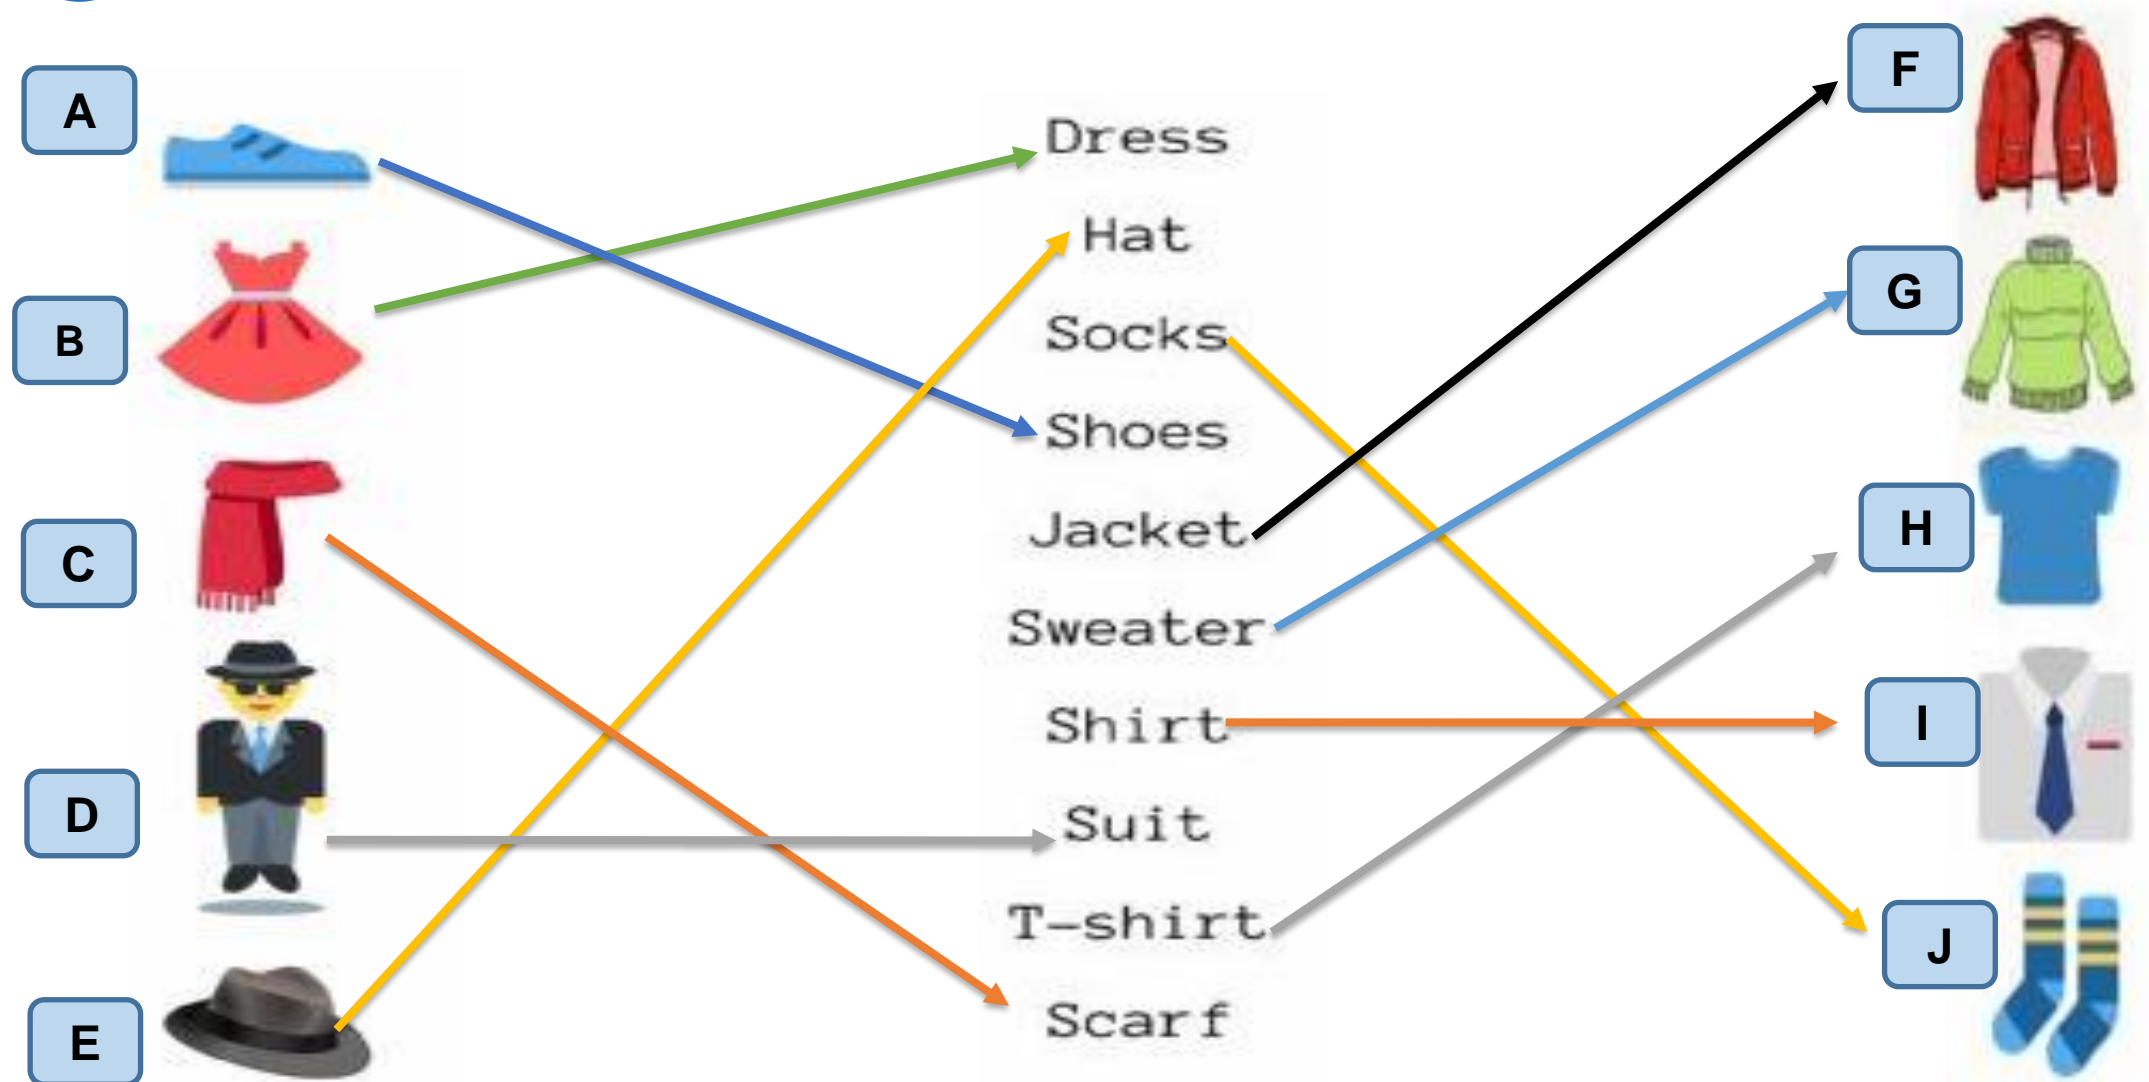 A
B
C
D
E
Dress
Hat
Socks
Shoes
Jacket
Sweater
Shirt
Suit
T-shirt
Scarf
F
G
H
I
J